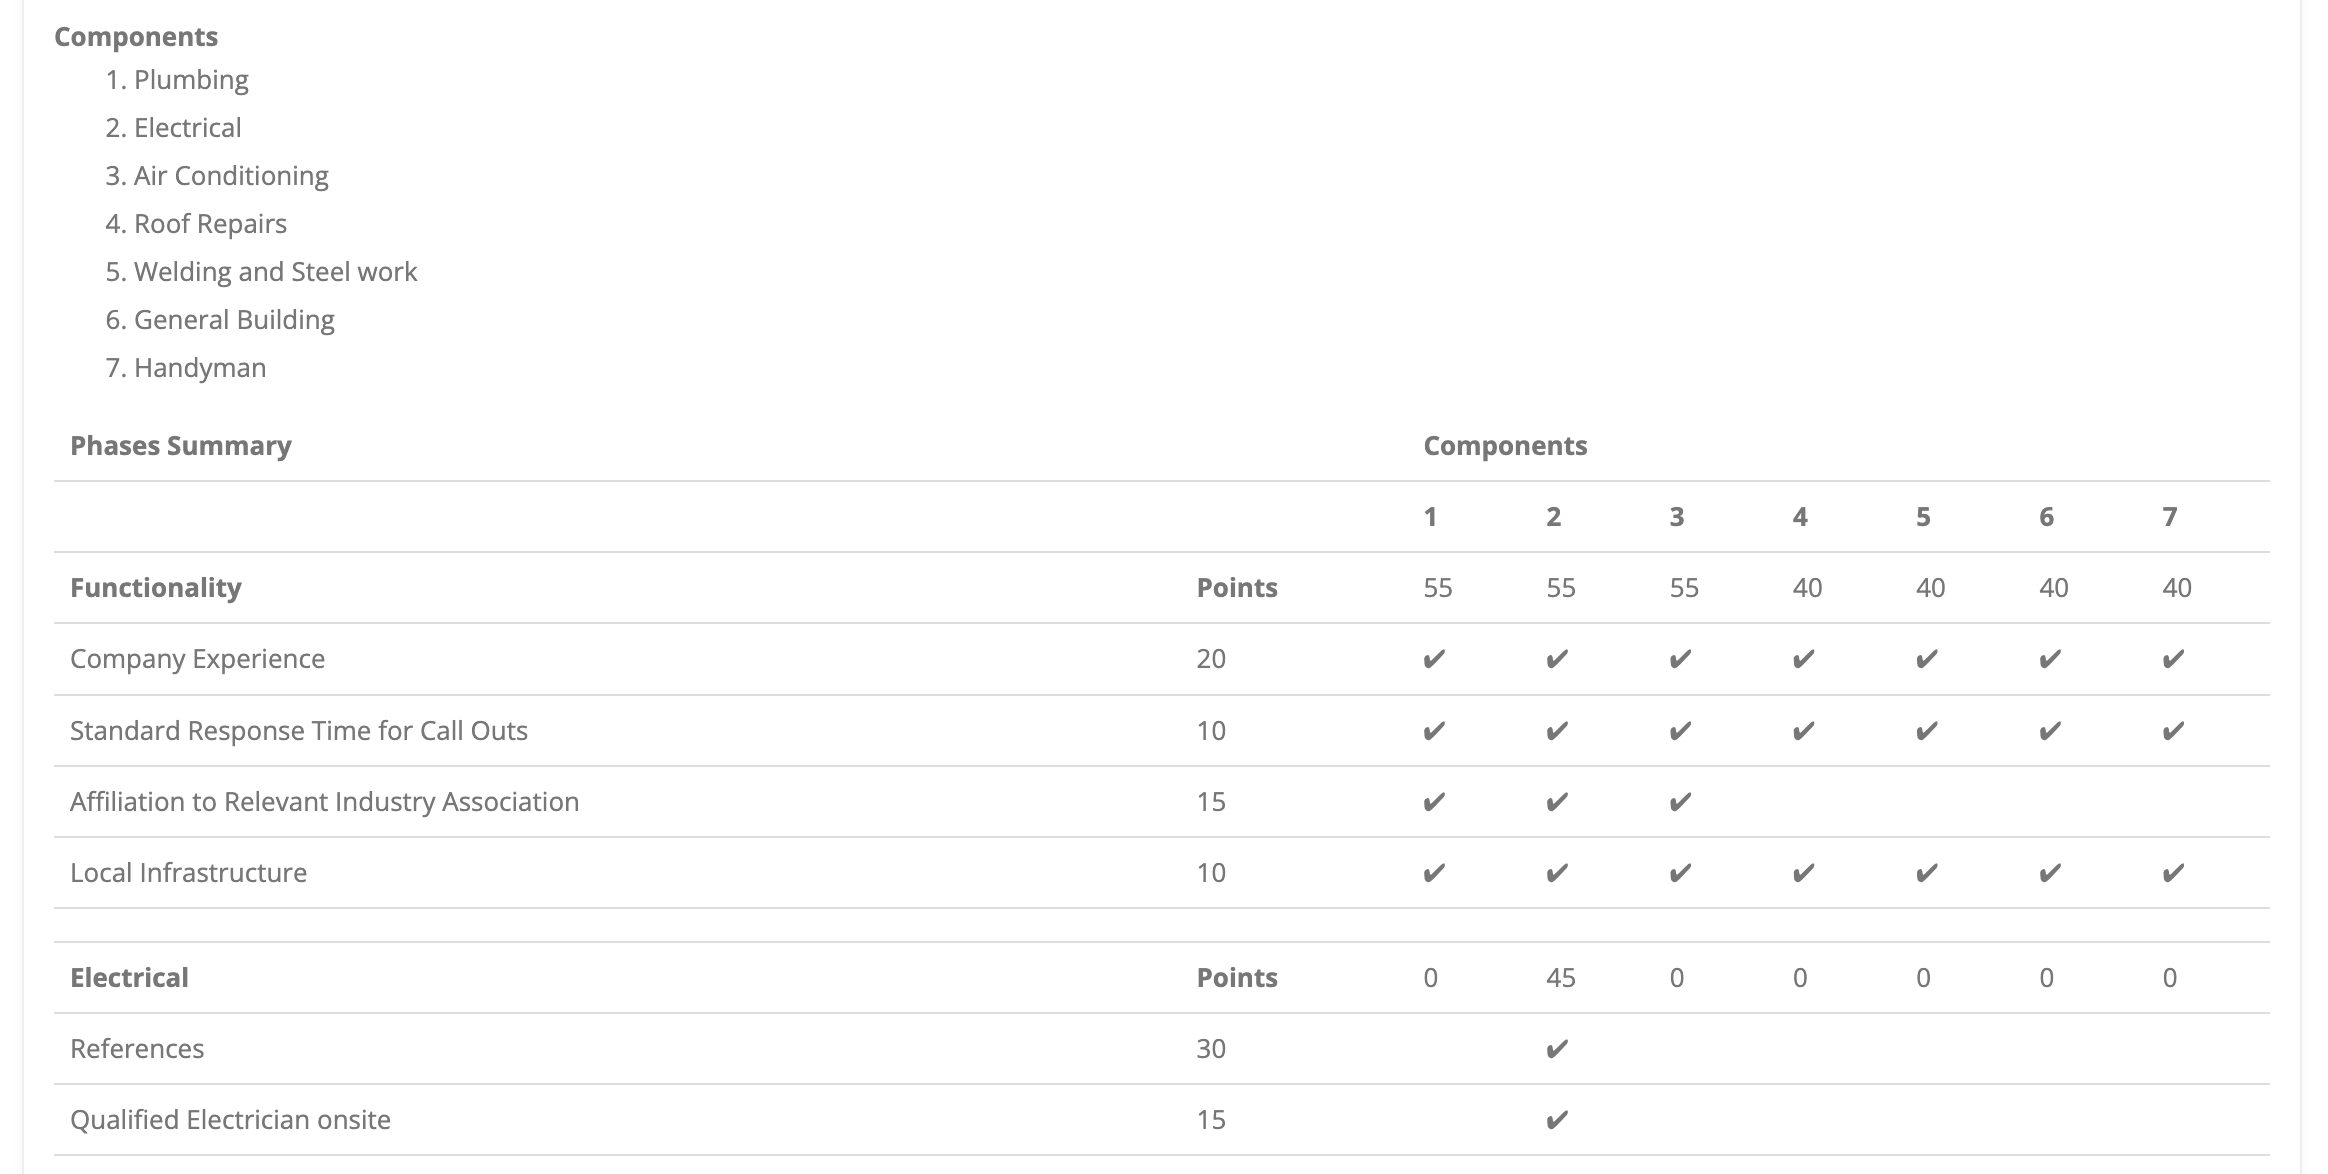 Components
1. Plumbing
2. Electrical
3. Air Conditioning
4. Roof Repairs
5. Welding and Steel work
6. General Building
7. Handyman
Phases Summary Components
1 2 3 4 5 6 7
Functionality Points 55 55 55 40 40 40 40
Company Experience 20 ✔ ✔ ✔ ✔ ✔ ✔ ✔
Standard Response Time for Call Outs 10 ✔ ✔ ✔ ✔ ✔ ✔ ✔
Affiliation to Relevant Industry Association 15 ✔ ✔ ✔
Local Infrastructure 10 ✔ ✔ ✔ ✔ ✔ ✔ ✔
Electrical Points 0 45 0 0 0 0 0
References 30 ✔
Qualified Electrician onsite 15 ✔